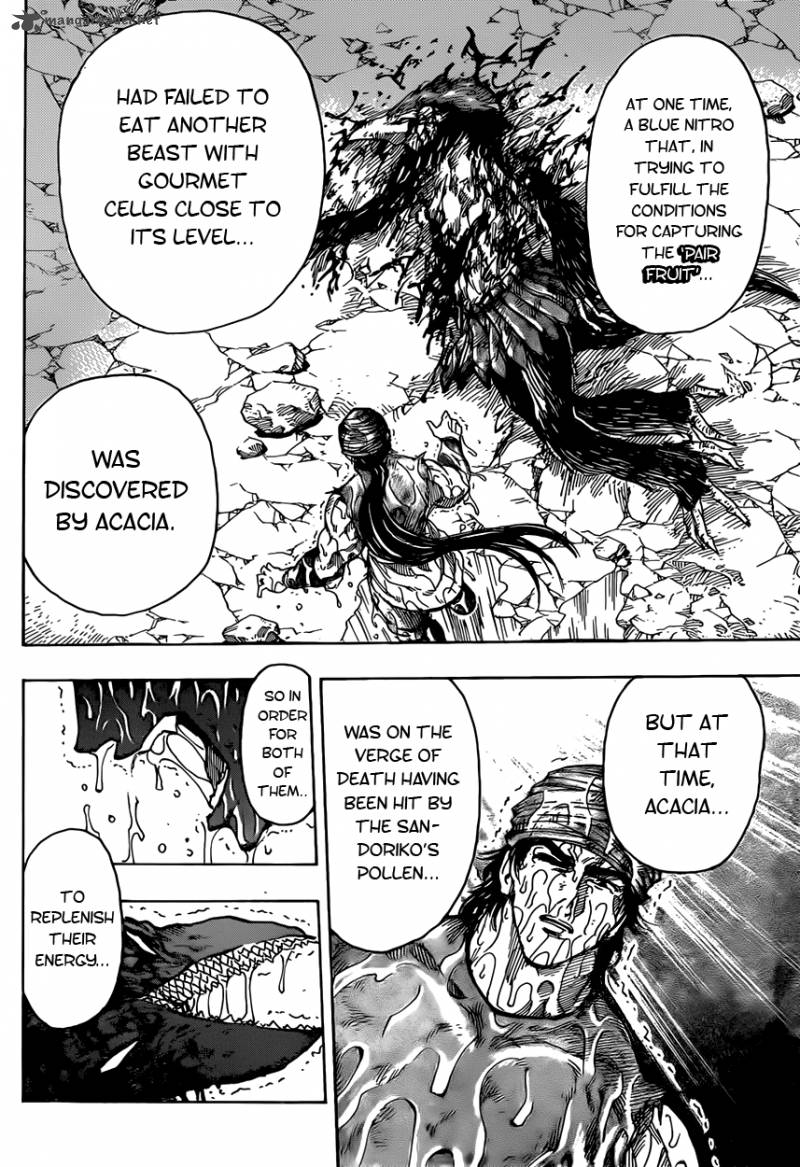 AT ONE TIME,
A BLUE NITRO
THAT, IN
TRYING TO
FULFILL THE
CONDITIONS
FOR CAPTURING
THE 'PAIR
FRUIT'...
HAD FAILED TO
EAT ANOTHER
BEAST WITH
GOURMET
CELLS CLOSE TO
ITS LEVEL...
WAS
DISCOVERED
BY ACACIA.
BUT AT
THAT
TIME,
ACACIA...
WAS ON THE
VERGE OF
DEATH HAVING
BEEN HIT BY
THE SAN-
DORIKO'S
POLLEN...
SO IN
ORDER
FOR
BOTH
OF
THEM..
TO
REPLENISH
THEIR
ENERGY...